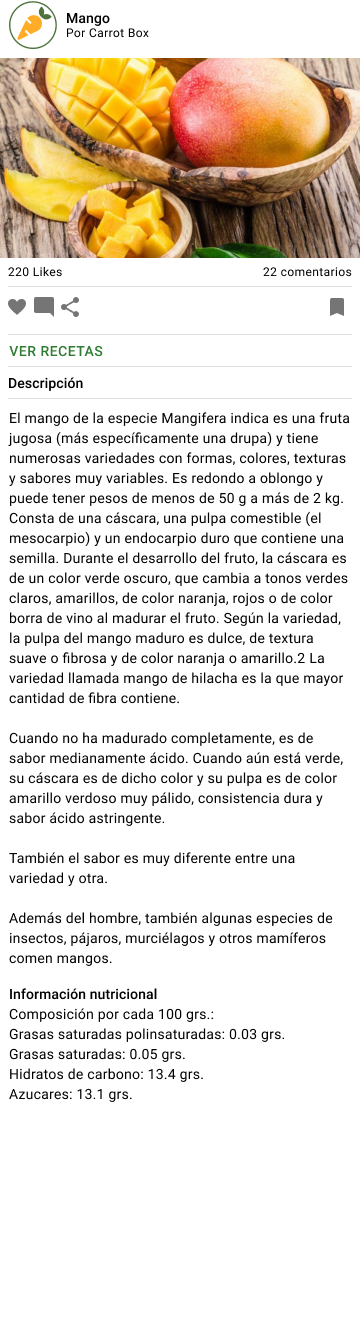 Mango
Por Carrot Box
220 Likes
22 comentarios
VER RECETAS
Descripción
El mango de la especie Mangifera indica es una fruta
jugosa (más específicamente una drupa) y tiene
numerosas variedades con formas, colores, texturas
y sabores muy variables. Es redondo a oblongo y
puede tener pesos de menos de 50 g a más de 2 kg.
Consta de una cáscara, una pulpa comestible (el
mesocarpio) y un endocarpio duro que contiene una
semilla. Durante el desarrollo del fruto, la cáscara es
de un color verde oscuro, que cambia a tonos verdes
claros, amarillos, de color naranja, rojos o de color
borra de vino al madurar el fruto. Según la variedad,
la pulpa del mango maduro es dulce, de textura
suave o fibrosa y de color naranja o amarillo.2 La
variedad llamada mango de hilacha es la que mayor
cantidad de fibra contiene.
Cuando no ha madurado completamente, es de
sabor medianamente ácido. Cuando aún está verde,
su cáscara es de dicho color y su pulpa es de color
amarillo verdoso muy pálido, consistencia dura y
sabor ácido astringente.
También el sabor es muy diferente entre una
variedad y otra.
Además del hombre, también algunas especies de
insectos, pájaros, murciélagos y otros mamíferos
comen mangos.
Información nutricional
Composición por cada 100 grs.:
Grasas saturadas polinsaturadas: 0.03 grs.
Grasas saturadas: 0.05 grs.
Hidratos de carbono: 13.4 grs.
Azucares: 13.1 grs.